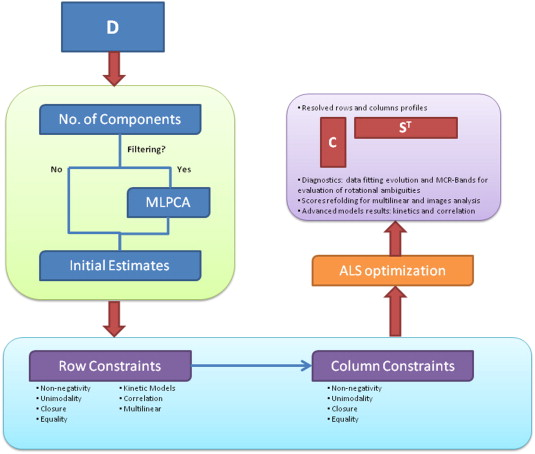 D
No. of Components
Filtering?
No
Yes
MLPCA
Initial Estimates
• Resolved rows and columns profiles
C
Sᵀ
• Diagnostics: data fitting evolution and MCR-Bands for
evaluation of rotational ambiguities
• Scores refolding for multilinear and images analysis
• Advanced models results: kinetics and correlation
ALS optimization
Row Constraints
• Non-negativity
• Unimodality
• Closure
• Equality
• Kinetic Models
• Correlation
• Multilinear
Column Constraints
• Non-negativity
• Unimodality
• Closure
• Equality